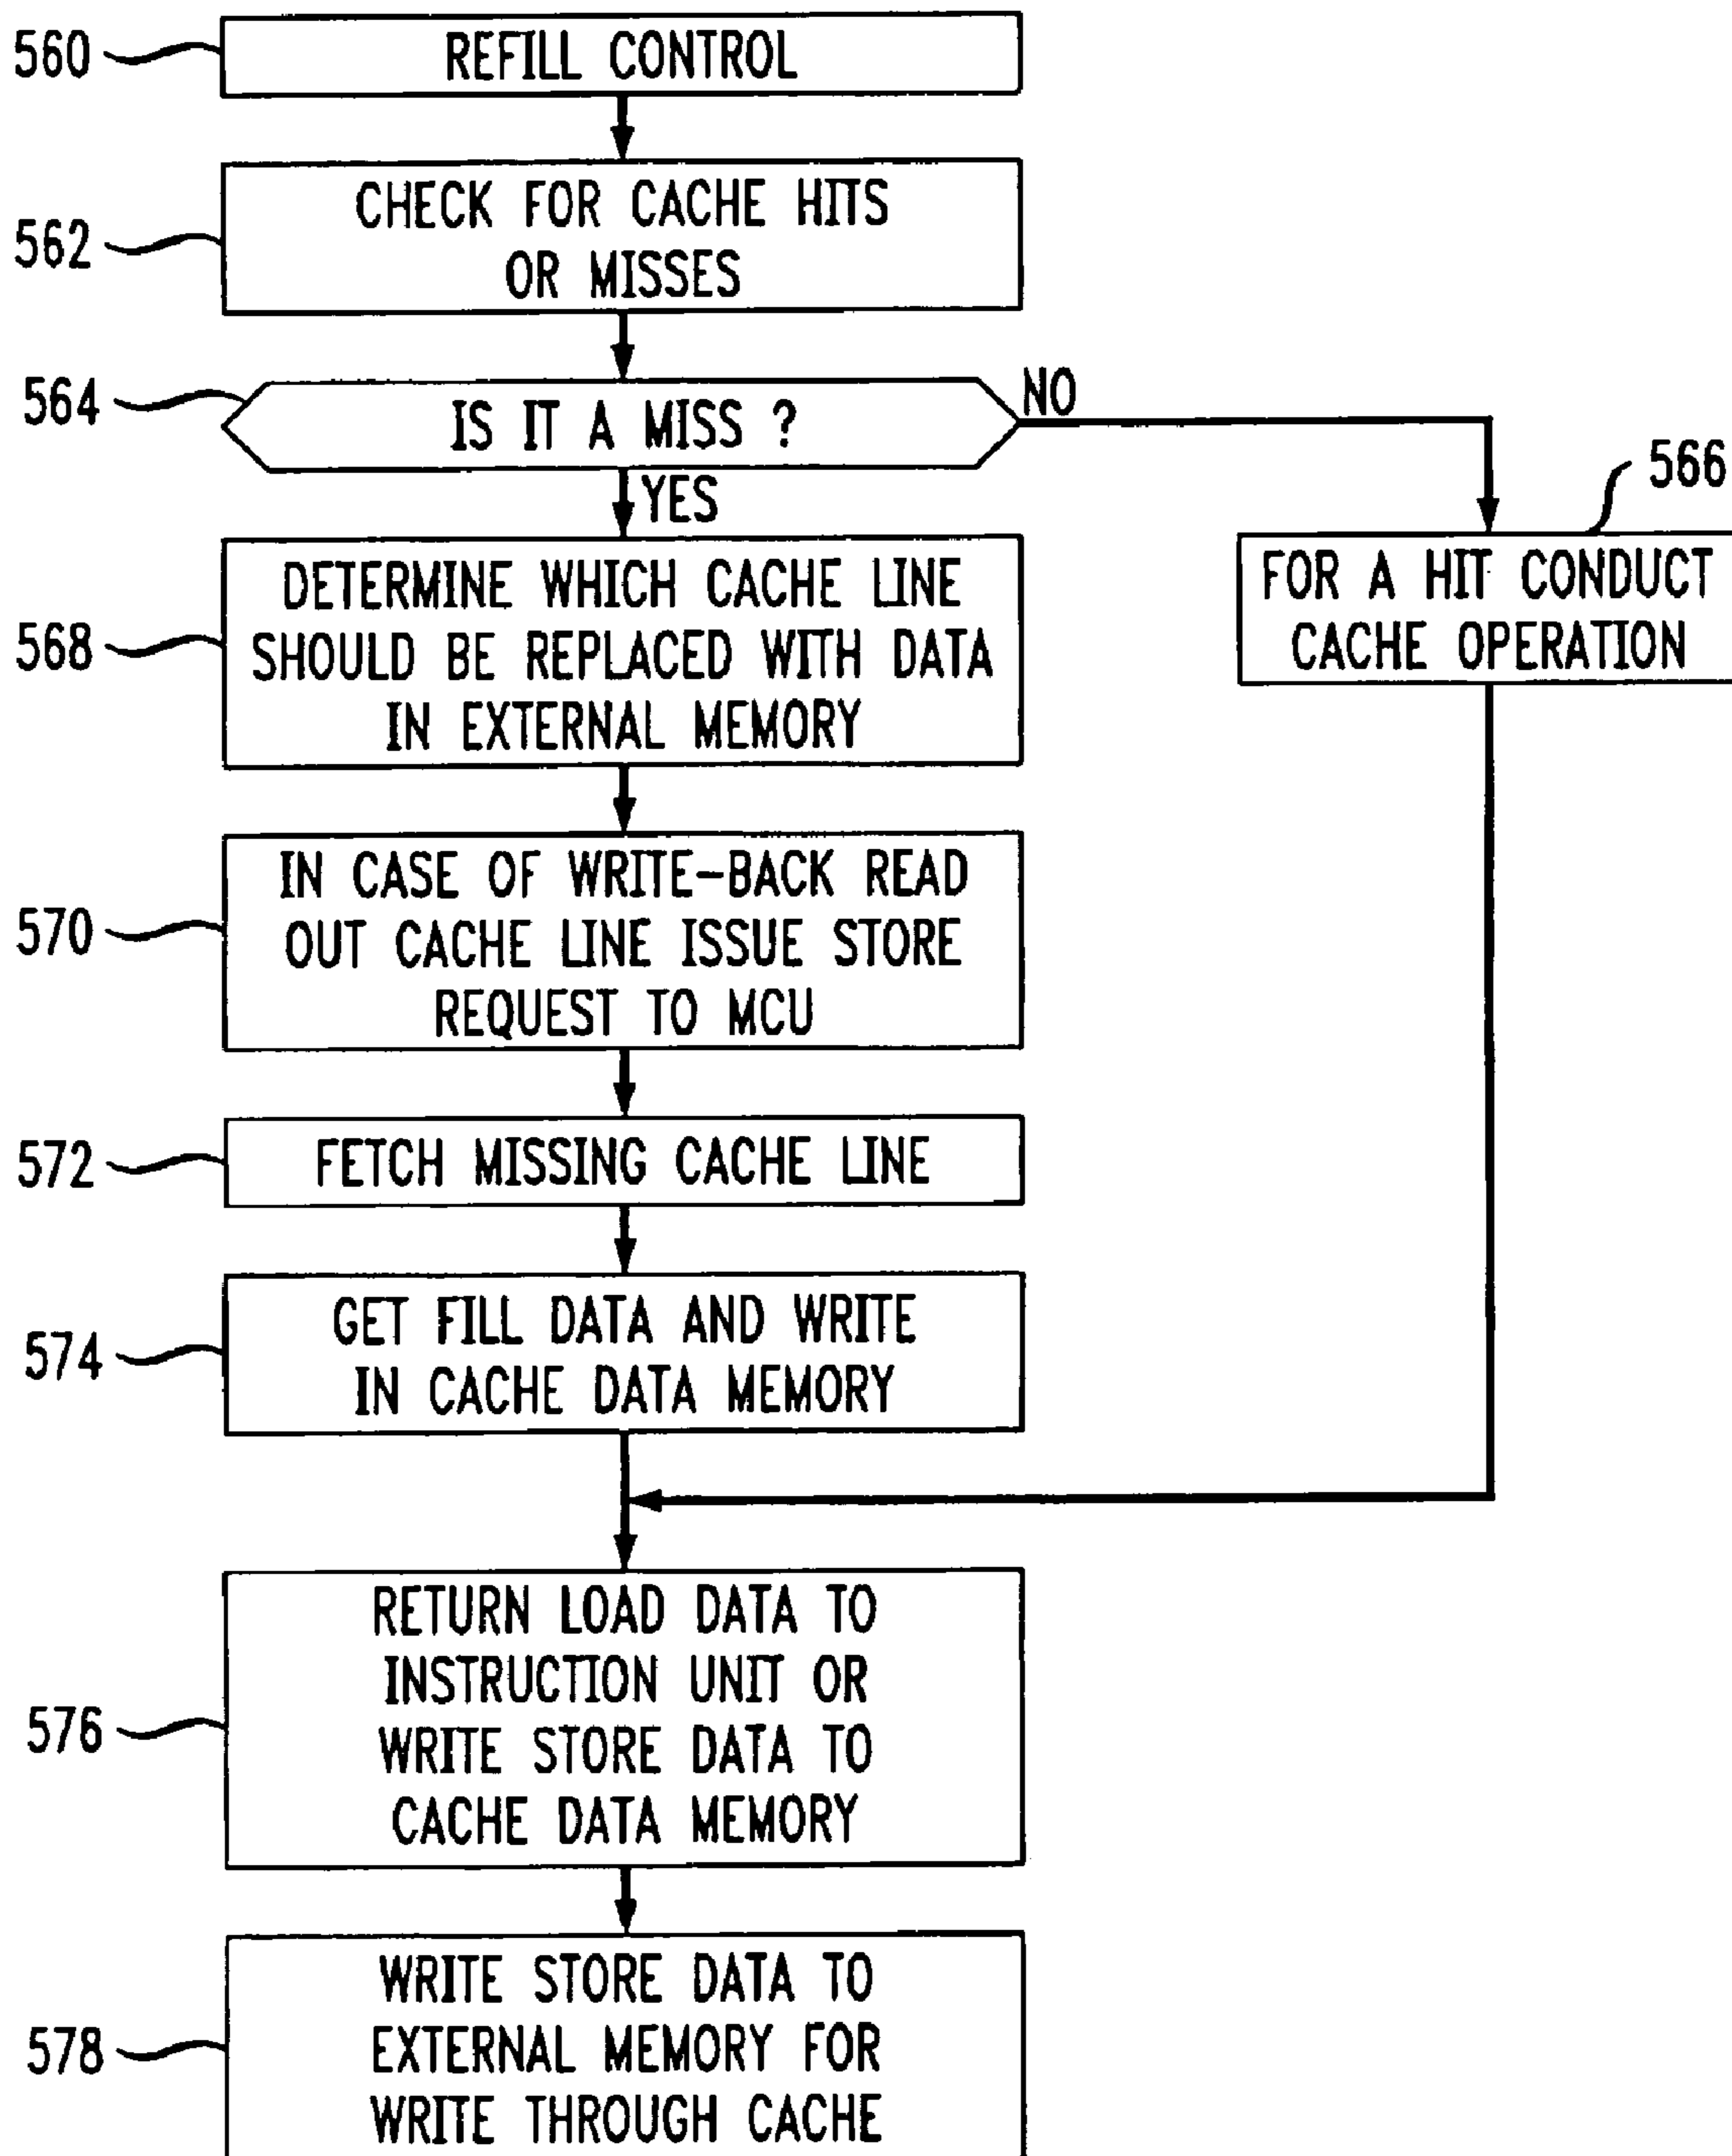 560
REFILL CONTROL
562
CHECK FOR CACHE HITS
OR MISSES
564
IS IT A MISS ?
NO
YES
566
FOR A HIT CONDUCT
CACHE OPERATION
568
DETERMINE WHICH CACHE LINE
SHOULD BE REPLACED WITH DATA
IN EXTERNAL MEMORY
570
IN CASE OF WRITE-BACK READ
OUT CACHE LINE ISSUE STORE
REQUEST TO MCU
572
FETCH MISSING CACHE LINE
574
GET FILL DATA AND WRITE
IN CACHE DATA MEMORY
576
RETURN LOAD DATA TO
INSTRUCTION UNIT OR
WRITE STORE DATA TO
CACHE DATA MEMORY
578
WRITE STORE DATA TO
EXTERNAL MEMORY FOR
WRITE THROUGH CACHE